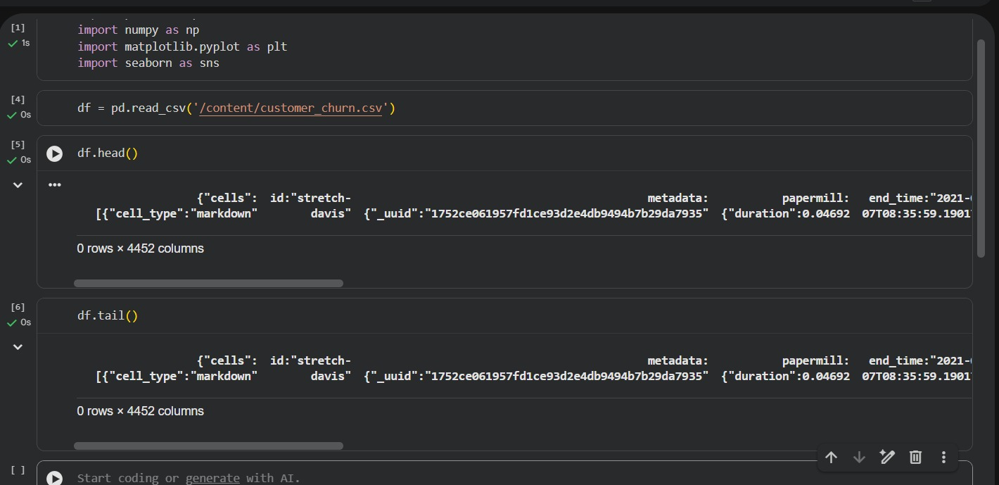 [1]
1s
import numpy as np
import matplotlib.pyplot as plt
import seaborn as sns
[4]
0s
df = pd.read_csv('/content/customer_churn.csv')
[5]
0s
df.head()
{"cells": id:"stretch- metadata: papermill: end_time:"2021-
[{"cell_type":"markdown" davis" {"_uuid":"1752ce061957fd1ce93d2e4db9494b7b29da7935" {"duration":0.04692 07T08:35:59.1901
0 rows × 4452 columns
[6]
0s
df.tail()
{"cells": id:"stretch- metadata: papermill: end_time:"2021-
[{"cell_type":"markdown" davis" {"_uuid":"1752ce061957fd1ce93d2e4db9494b7b29da7935" {"duration":0.04692 07T08:35:59.1901
0 rows × 4452 columns
[ ]
Start coding or generate with AI.